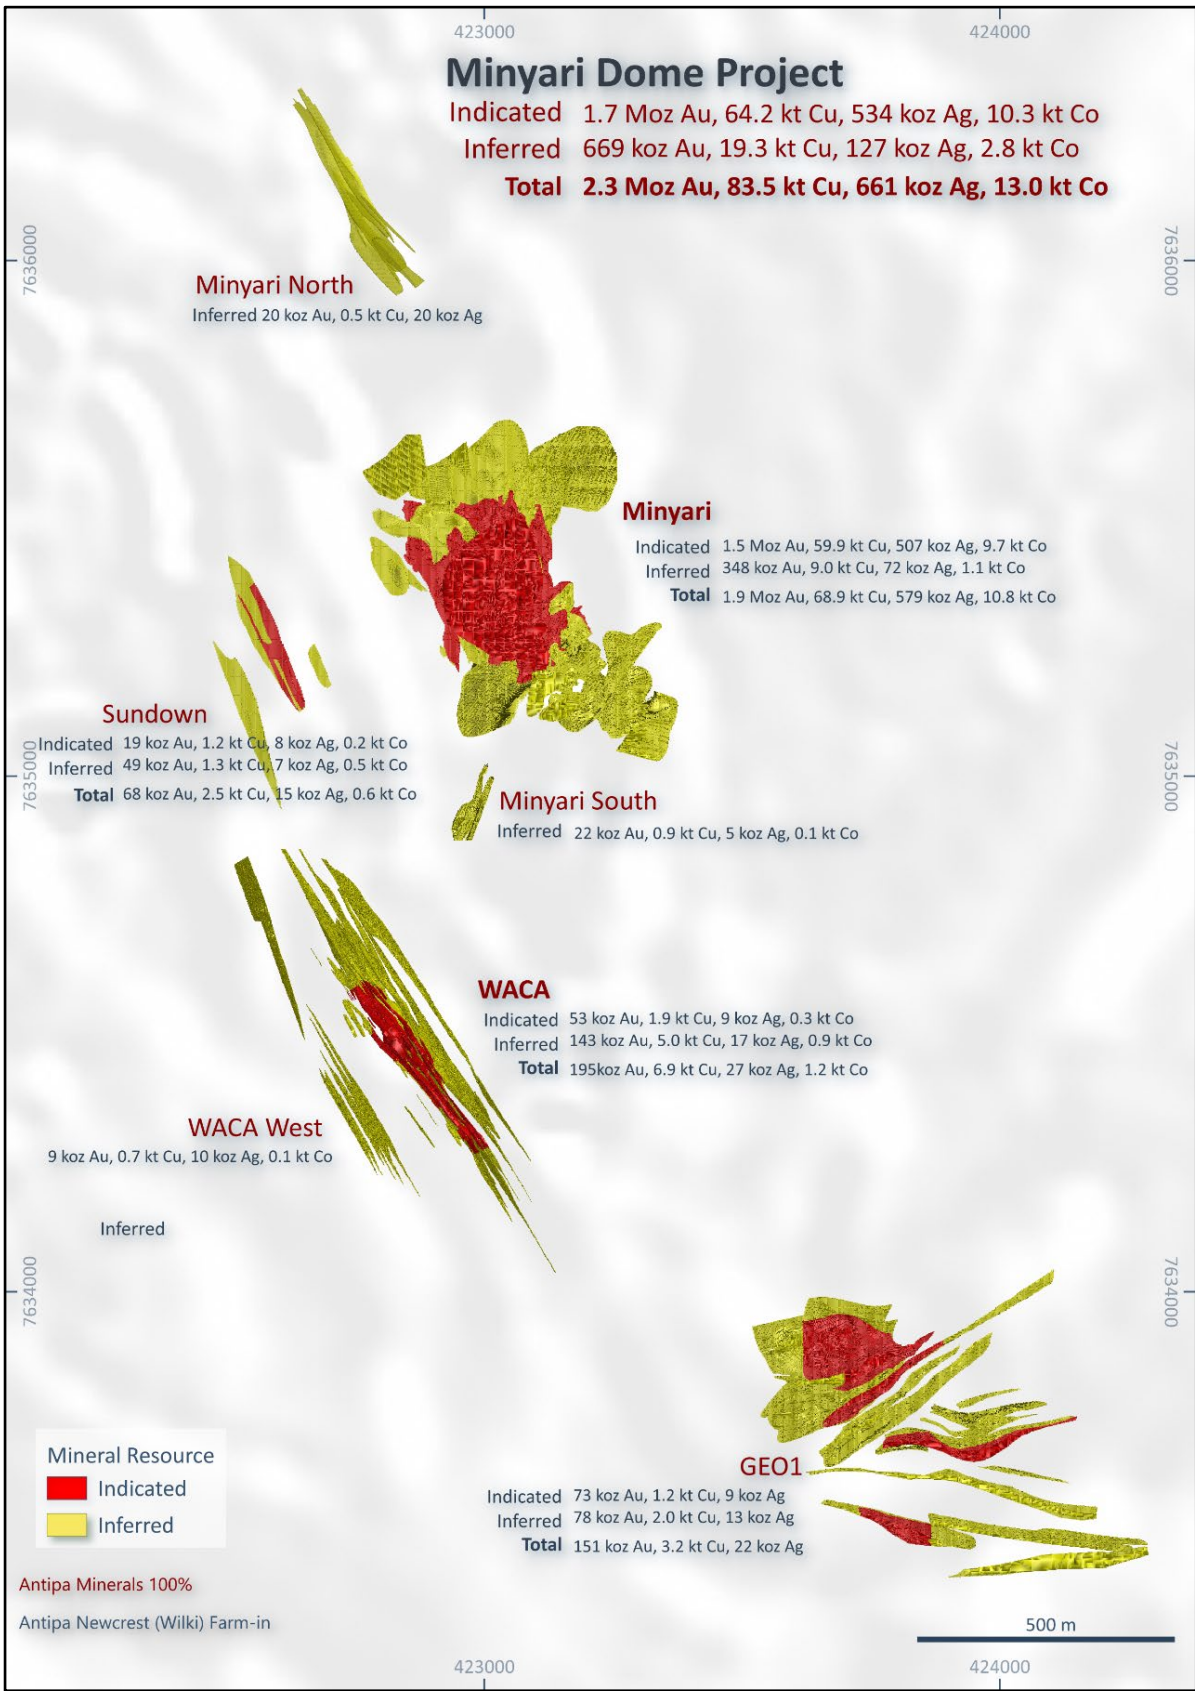 423000
424000
Minyari Dome Project
Indicated 1.7 Moz Au, 64.2 kt Cu, 534 koz Ag, 10.3 kt Co
Inferred 669 koz Au, 19.3 kt Cu, 127 koz Ag, 2.8 kt Co
Total 2.3 Moz Au, 83.5 kt Cu, 661 koz Ag, 13.0 kt Co
7636000
7636000
Minyari North
Inferred 20 koz Au, 0.5 kt Cu, 20 koz Ag
Minyari
Indicated 1.5 Moz Au, 59.9 kt Cu, 507 koz Ag, 9.7 kt Co
Inferred 348 koz Au, 9.0 kt Cu, 72 koz Ag, 1.1 kt Co
Total 1.9 Moz Au, 68.9 kt Cu, 579 koz Ag, 10.8 kt Co
Sundown
Indicated 19 koz Au, 1.2 kt Cu, 8 koz Ag, 0.2 kt Co
Inferred 49 koz Au, 1.3 kt Cu, 7 koz Ag, 0.5 kt Co
Total 68 koz Au, 2.5 kt Cu, 15 koz Ag, 0.6 kt Co
7635000
7635000
Minyari South
Inferred 22 koz Au, 0.9 kt Cu, 5 koz Ag, 0.1 kt Co
WACA
Indicated 53 koz Au, 1.9 kt Cu, 9 koz Ag, 0.3 kt Co
Inferred 143 koz Au, 5.0 kt Cu, 17 koz Ag, 0.9 kt Co
Total 195koz Au, 6.9 kt Cu, 27 koz Ag, 1.2 kt Co
WACA West
9 koz Au, 0.7 kt Cu, 10 koz Ag, 0.1 kt Co
Inferred
7634000
7634000
GEO1
Indicated 73 koz Au, 1.2 kt Cu, 9 koz Ag
Inferred 78 koz Au, 2.0 kt Cu, 13 koz Ag
Total 151 koz Au, 3.2 kt Cu, 22 koz Ag
Mineral Resource
Indicated
Inferred
Antipa Minerals 100%
Antipa Newcrest (Wilki) Farm-in
500 m
423000
424000